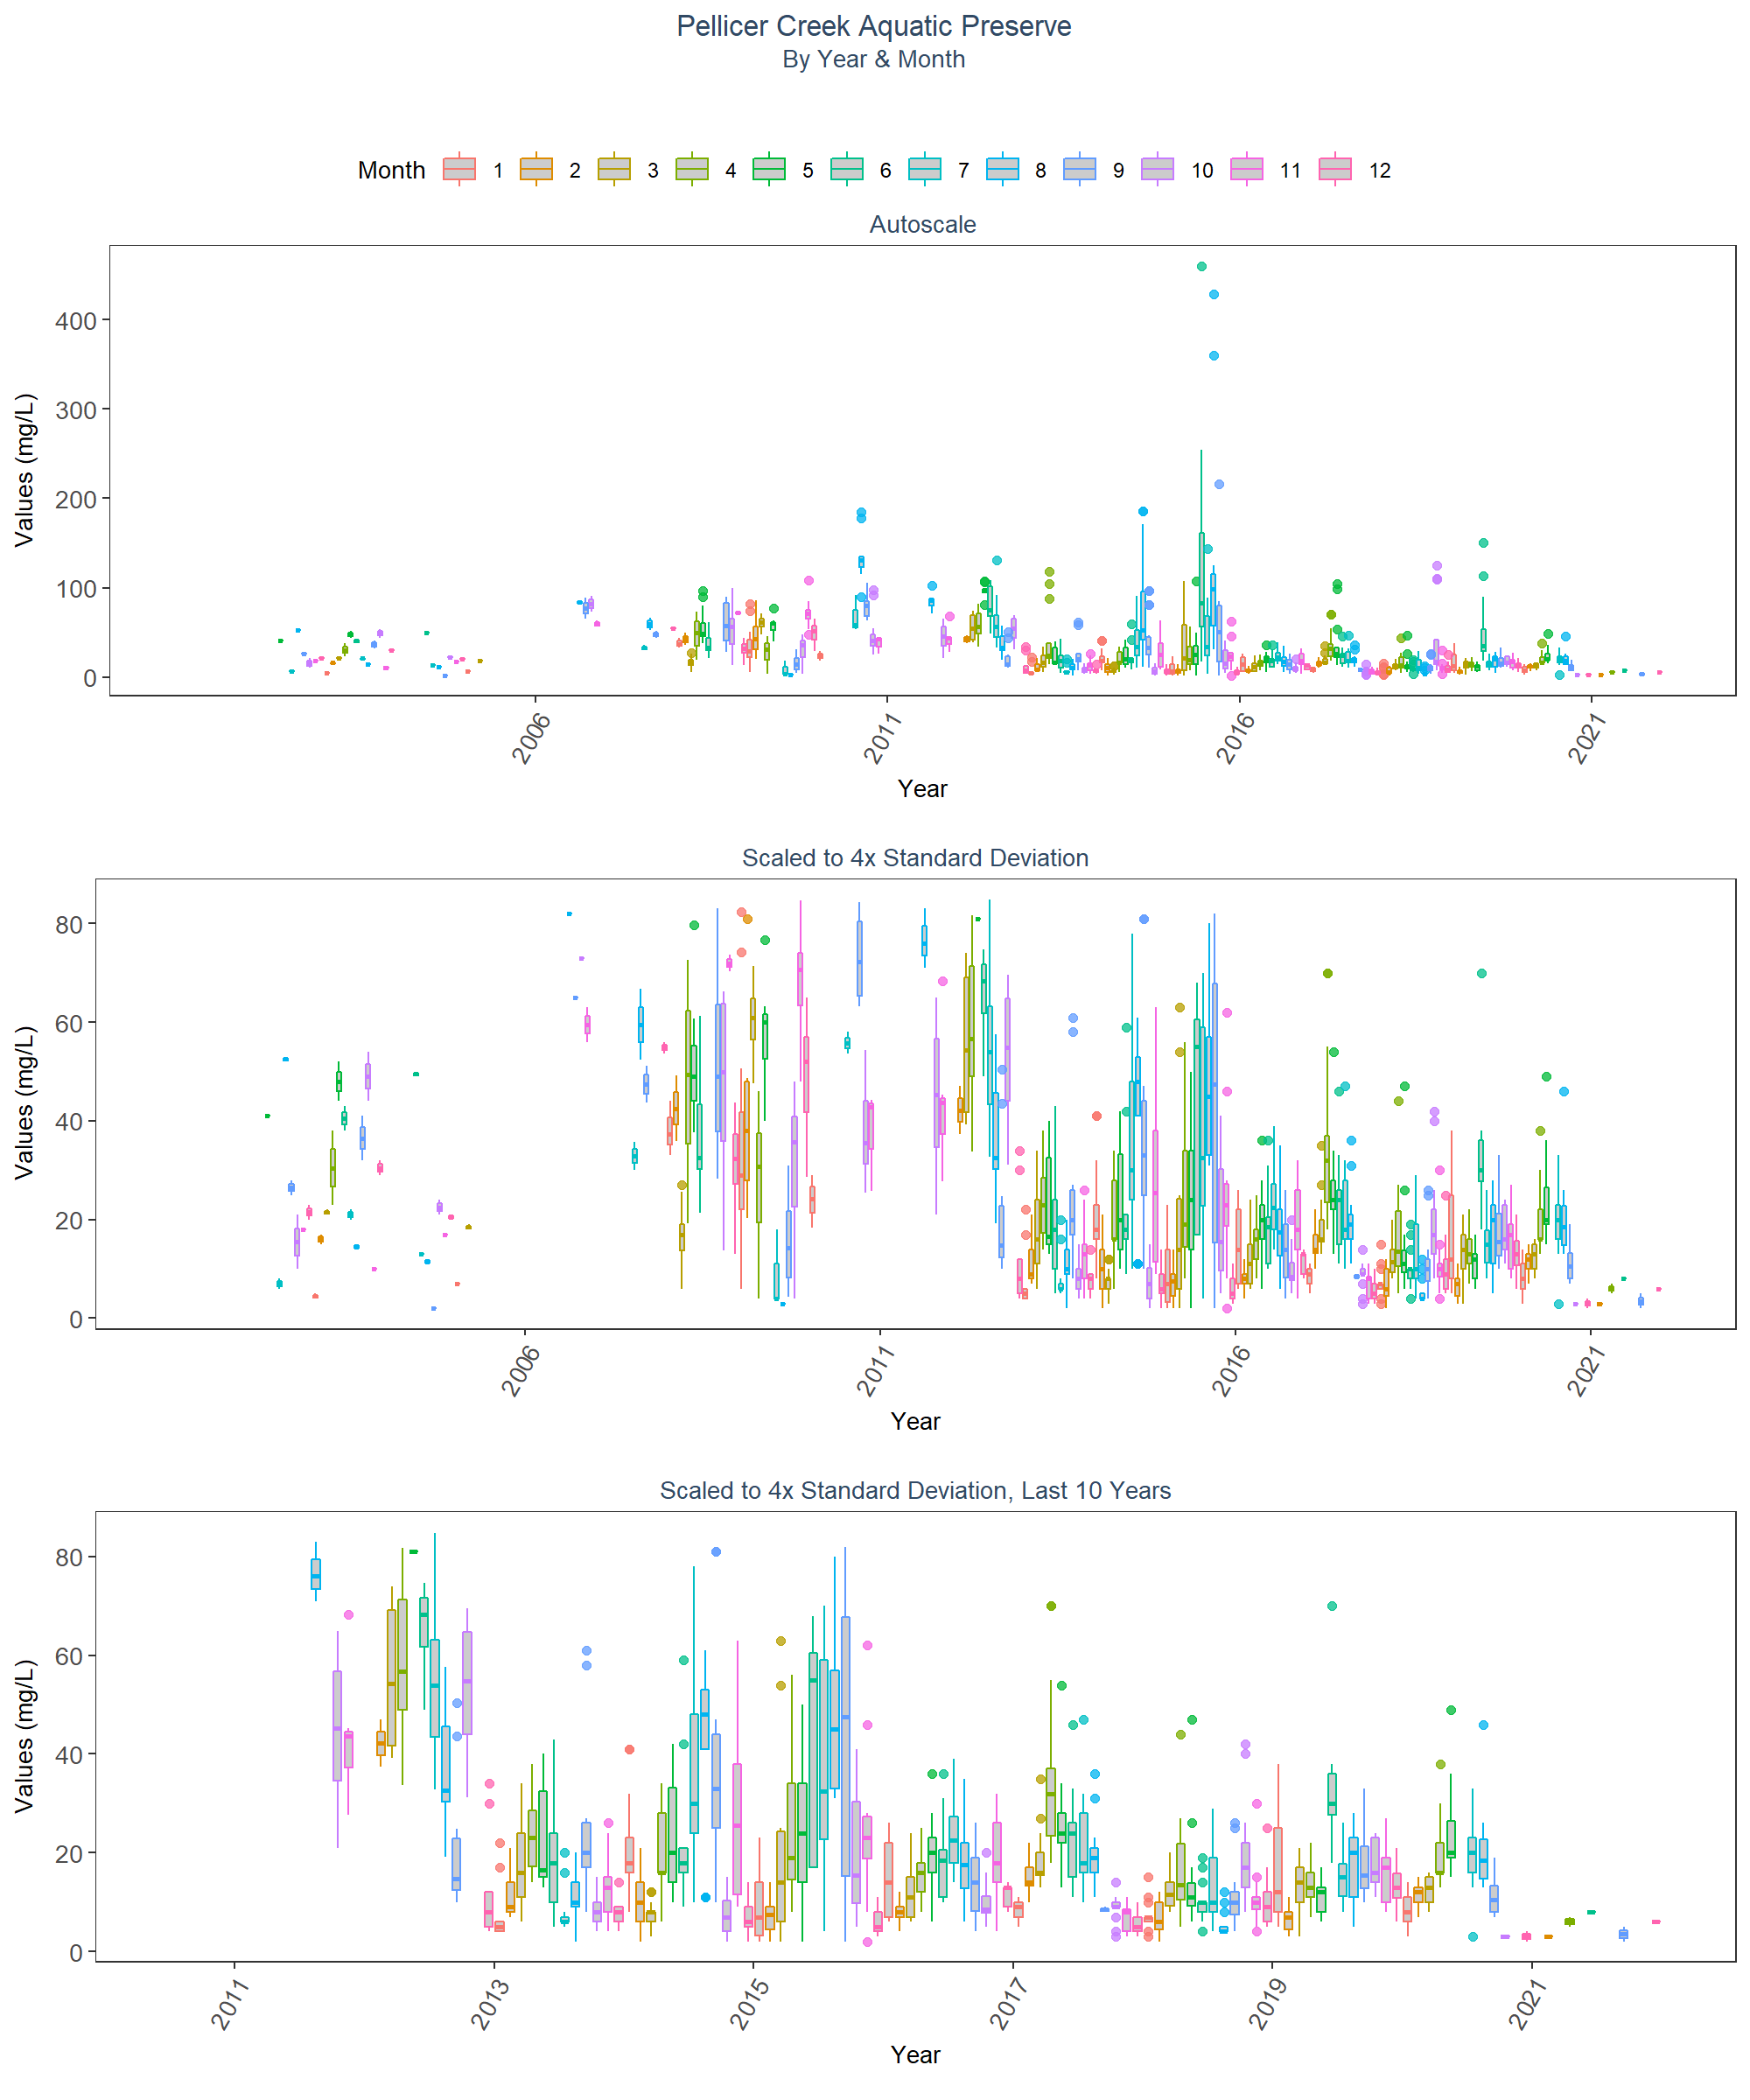 Pellicer Creek Aquatic Preserve
By Year & Month
Month 1 2 3 4 5 6 7 8 9 10 11 12
Autoscale
Values (mg/L)
400
300
200
100
0
2006 2011 2016 2021
Year
Scaled to 4x Standard Deviation
Values (mg/L)
80
60
40
20
0
2006 2011 2016 2021
Year
Scaled to 4x Standard Deviation, Last 10 Years
Values (mg/L)
80
60
40
20
0
2011 2013 2015 2017 2019 2021
Year